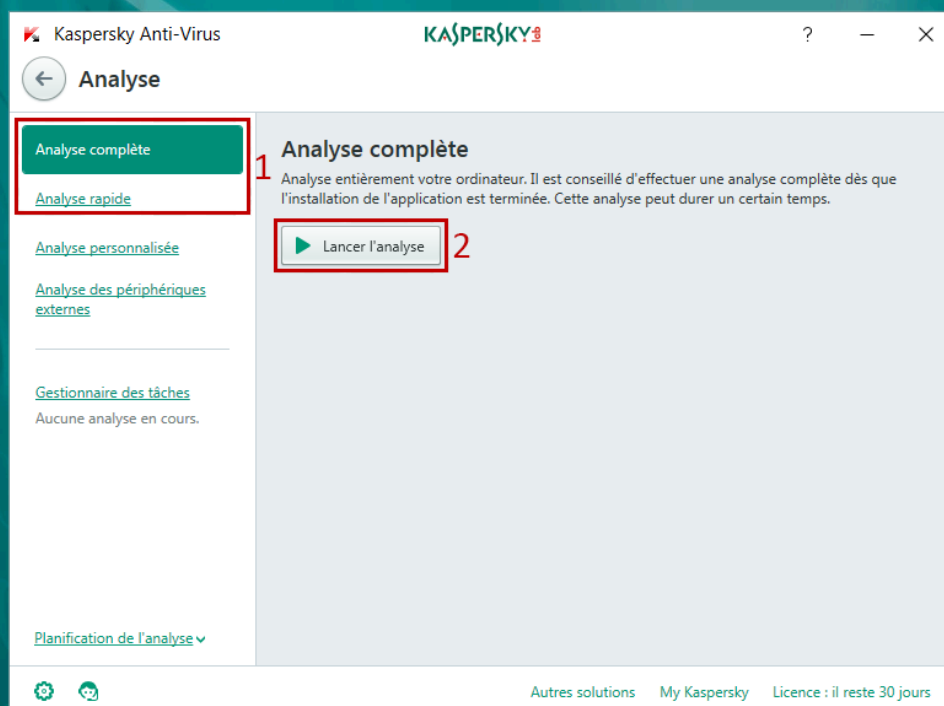 Kaspersky Anti-Virus
KASPERSKY lab
?
Analyse
Analyse complète
Analyse rapide
1
Analyse complète
Analyse entièrement votre ordinateur. Il est conseillé d'effectuer une analyse complète dès que
l'installation de l'application est terminée. Cette analyse peut durer un certain temps.
Lancer l'analyse
2
Analyse personnalisée
Analyse des périphériques
externes
Gestionnaire des tâches
Aucune analyse en cours.
Planification de l'analyse
Autres solutions
My Kaspersky
Licence : il reste 30 jours